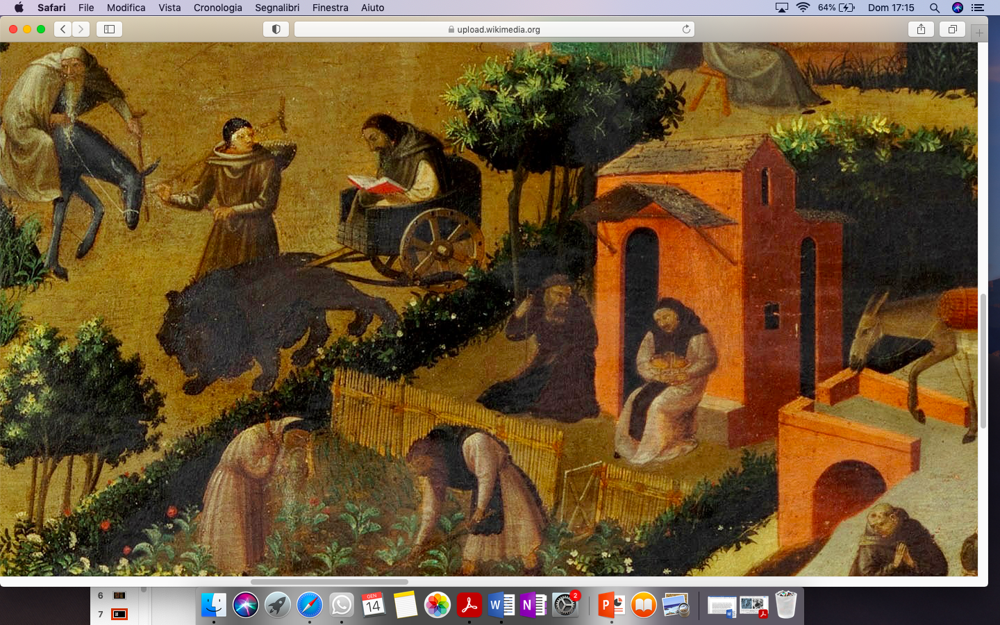 Safari File Modifica Vista Cronologia Segnalibri Finestra Aiuto 64% Dom 17:15
upload.wikimedia.org
6
7
GEN
14
W
N
2
P
W